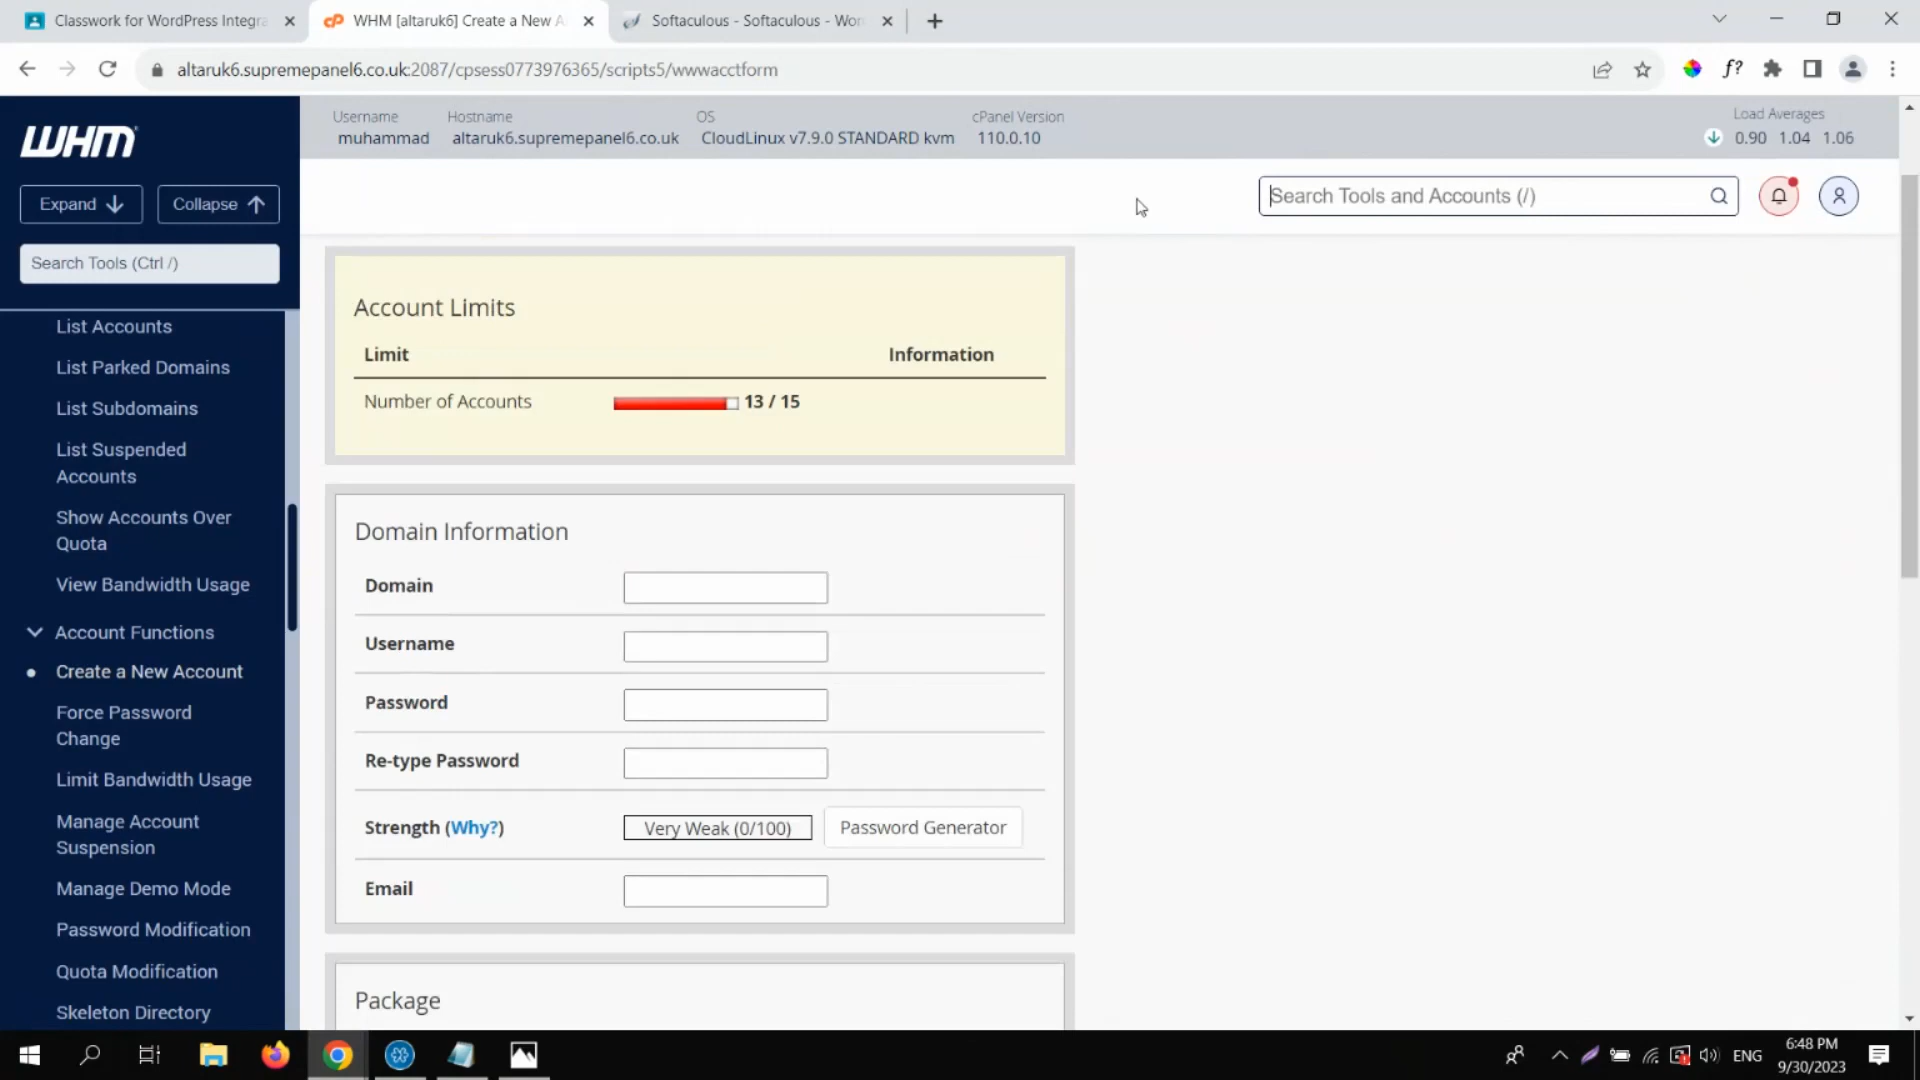 Classwork for WordPress Integra
WHM [altaruk6] Create a New A
Softaculous - Softaculous - Wor
altaruk6.supremepanel6.co.uk:2087/cpsess0773976365/scripts5/wwwacctform
f?
WHM
Username
muhammad
Hostname
altaruk6.supremepanel6.co.uk
OS
CloudLinux v7.9.0 STANDARD kvm
cPanel Version
110.0.10
Load Averages
0.90 1.04 1.06
Expand
Collapse
Search Tools (Ctrl /)
Search Tools and Accounts (/)
List Accounts
List Parked Domains
List Subdomains
List Suspended
Accounts
Show Accounts Over
Quota
View Bandwidth Usage
Account Functions
Create a New Account
Force Password
Change
Limit Bandwidth Usage
Manage Account
Suspension
Manage Demo Mode
Password Modification
Quota Modification
Skeleton Directory
Account Limits
Limit Information
Number of Accounts 13 / 15
Domain Information
Domain
Username
Password
Re-type Password
Strength (Why?) Very Weak (0/100) Password Generator
Email
Package
ENG
6:48 PM
9/30/2023